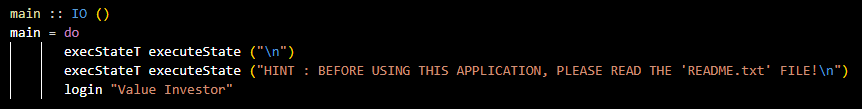 main :: IO ()
main = do
execStateT executeState ("\n")
execStateT executeState ("HINT : BEFORE USING THIS APPLICATION, PLEASE READ THE 'README.txt' FILE!\n")
login "Value Investor"